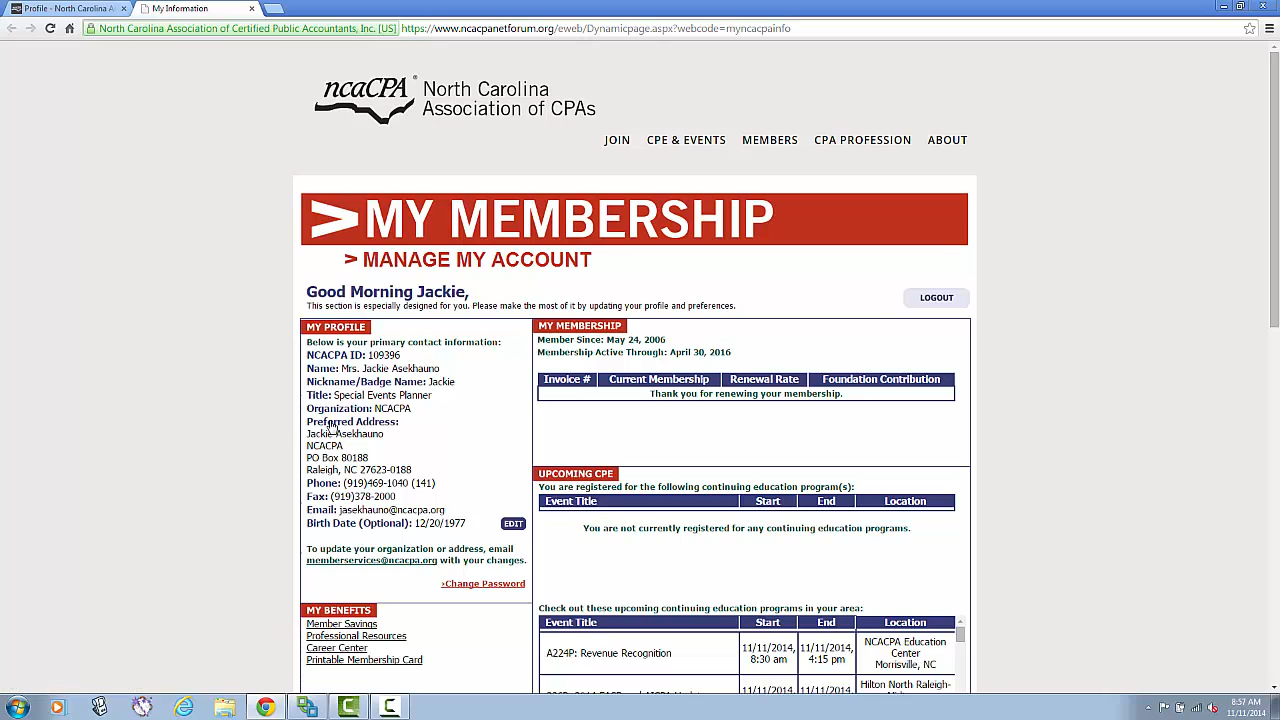 Profile - North Carolina A
My Information
North Carolina Association of Certified Public Accountants, Inc. [US]
https://www.ncacpanetforum.org/eweb/Dynamicpage.aspx?webcode=myncacpainfo
ncaCPA®
North Carolina
Association of CPAs
JOIN CPE & EVENTS MEMBERS CPA PROFESSION ABOUT
>MY MEMBERSHIP
> MANAGE MY ACCOUNT
Good Morning Jackie,
This section is especially designed for you. Please make the most of it by updating your profile and preferences.
LOGOUT
MY PROFILE
Below is your primary contact information:
NCACPA ID: 109396
Name: Mrs. Jackie Asekhauno
Nickname/Badge Name: Jackie
Title: Special Events Planner
Organization: NCACPA
Preferred Address:
Jackie Asekhauno
NCACPA
PO Box 80188
Raleigh, NC 27623-0188
Phone: (919)469-1040 (141)
Fax: (919)378-2000
Email: jasekhauno@ncacpa.org
Birth Date (Optional): 12/20/1977
EDIT
To update your organization or address, email
memberservices@ncacpa.org with your changes.
›Change Password
MY BENEFITS
Member Savings
Professional Resources
Career Center
Printable Membership Card
MY MEMBERSHIP
Member Since: May 24, 2006
Membership Active Through: April 30, 2016
Invoice # Current Membership Renewal Rate Foundation Contribution
Thank you for renewing your membership.
UPCOMING CPE
You are registered for the following continuing education program(s):
Event Title Start End Location
You are not currently registered for any continuing education programs.
Check out these upcoming continuing education programs in your area:
Event Title Start End Location
A224P: Revenue Recognition
11/11/2014, 8:30 am
11/11/2014, 4:15 pm
NCACPA Education
Center
Morrisville, NC
11/11/2014, 11/11/2014,
Hilton North Raleigh-
8:57 AM
11/11/2014